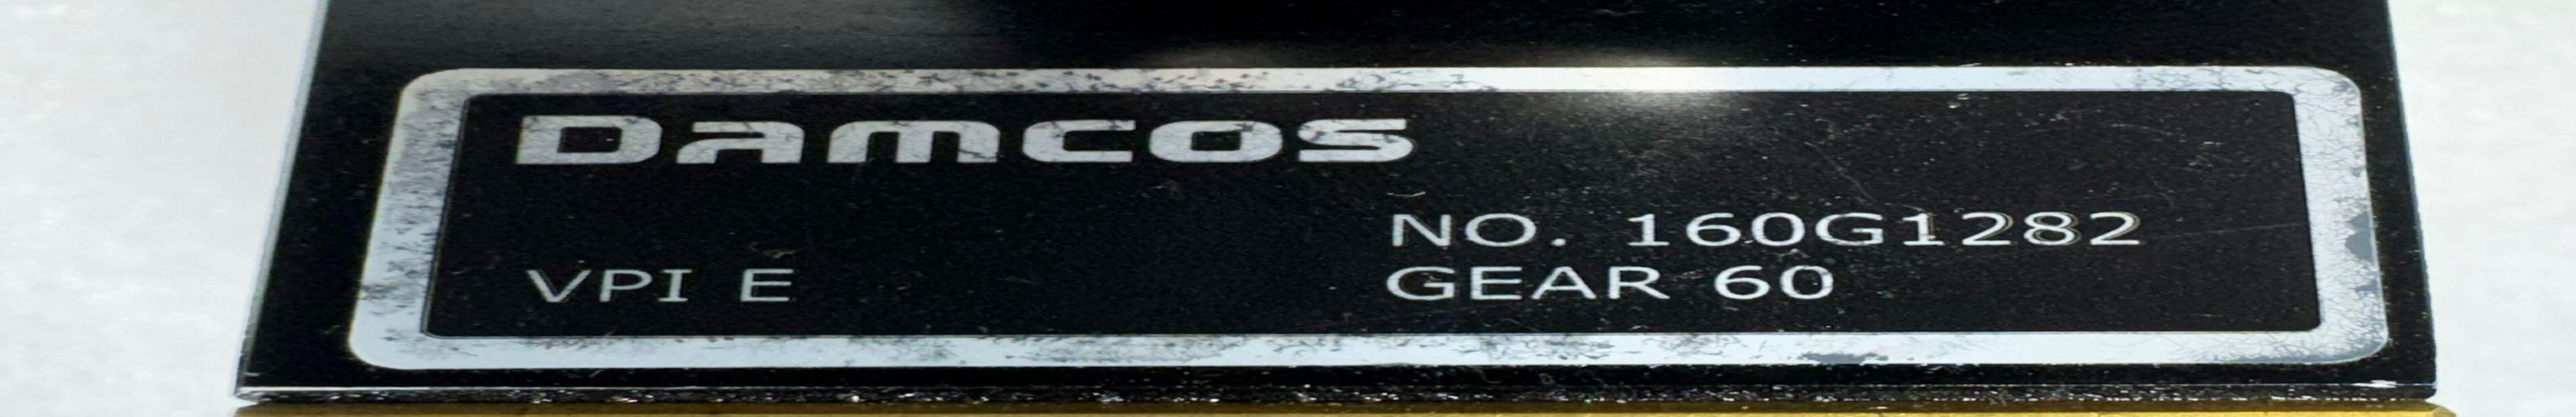 Damcos
NO. 160G1282
VPI E
GEAR 60